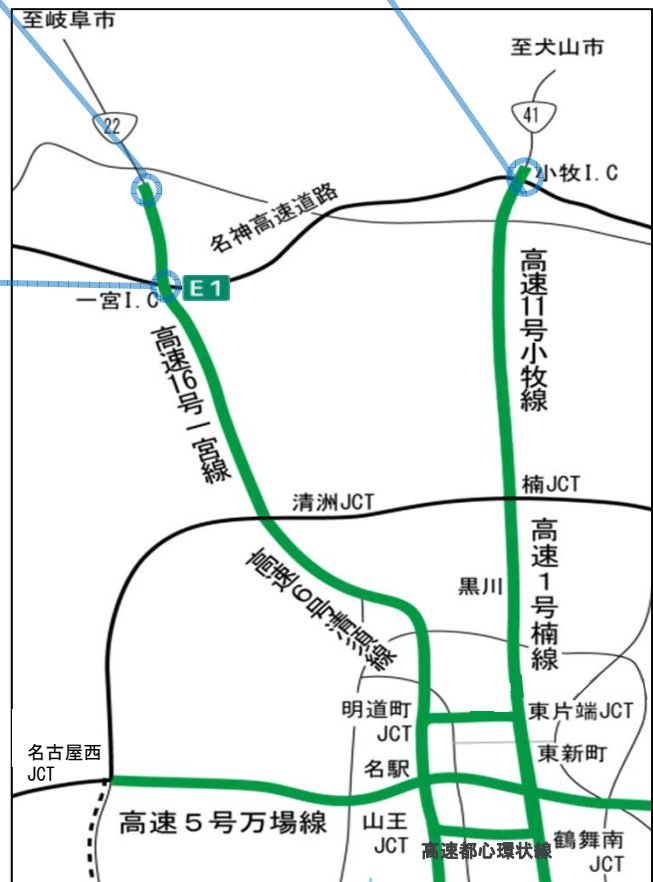 至岐阜市
至犬山市
22
41
小牧I.C
名神高速道路
E1
一宮I.C
高速11号小牧線
高速16号一宮線
楠JCT
清洲JCT
高速1号楠線
高速6号清須線
黒川
明道町
JCT
東片端JCT
東新町
名古屋西
JCT
名駅
高速5号万場線
山王
JCT
高速都心環状線
鶴舞南
JCT